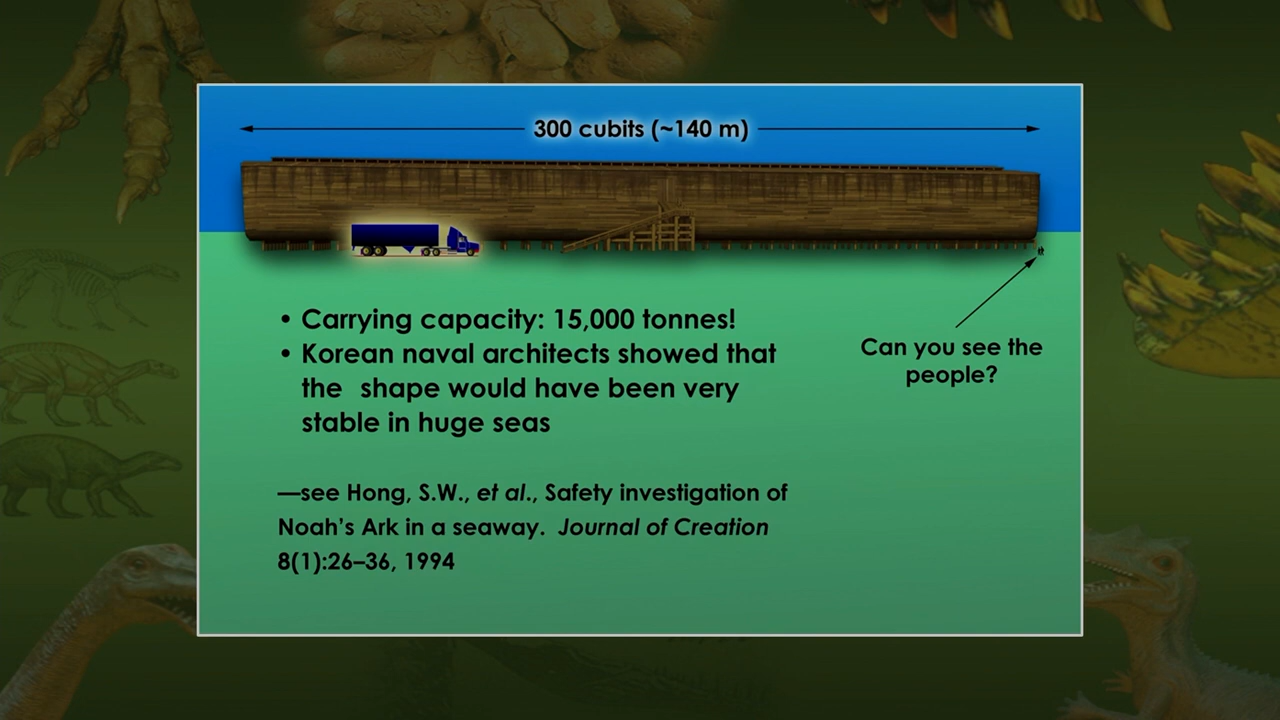 300 cubits (~140 m)
• Carrying capacity: 15,000 tonnes!
• Korean naval architects showed that
the shape would have been very
stable in huge seas
Can you see the
people?
—see Hong, S.W., et al., Safety investigation of
Noah's Ark in a seaway. Journal of Creation
8(1):26–36, 1994